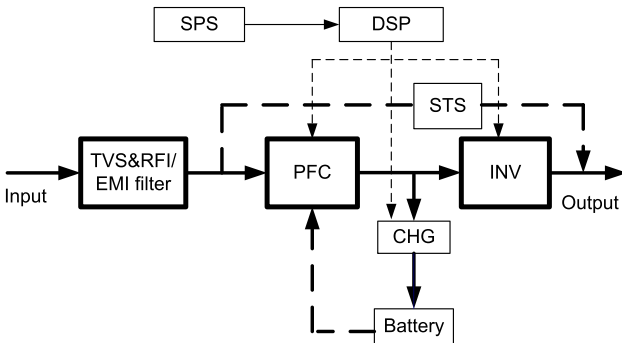 SPS
DSP
STS
TVS&RFI/
EMI filter
PFC
INV
Input
Output
CHG
Battery